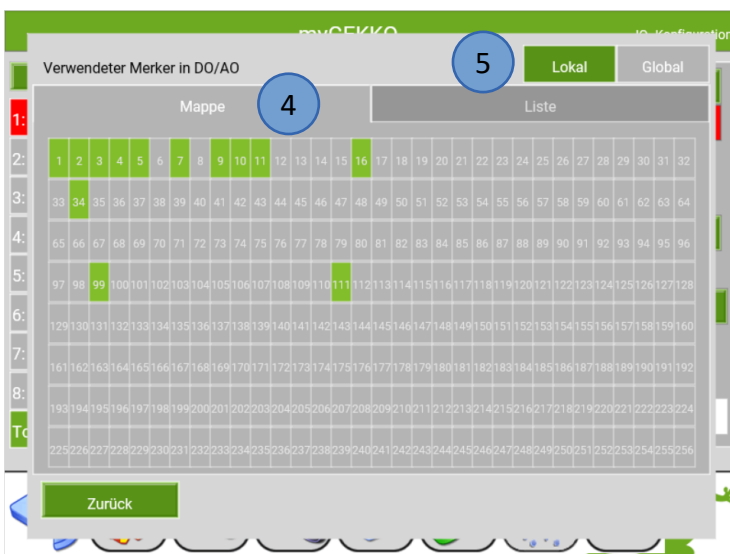 myGEKKO
IO-Konfiguration
Verwendeter Merker in DO/AO
5
Lokal
Global
Mappe
4
Liste
1 2 3 4 5 6 7 8 9 10 11 12 13 14 15 16 17 18 19 20 21 22 23 24 25 26 27 28 29 30 31 32
33 34 35 36 37 38 39 40 41 42 43 44 45 46 47 48 49 50 51 52 53 54 55 56 57 58 59 60 61 62 63 64
65 66 67 68 69 70 71 72 73 74 75 76 77 78 79 80 81 82 83 84 85 86 87 88 89 90 91 92 93 94 95 96
97 98 99 100 101 102 103 104 105 106 107 108 109 110 111 112 113 114 115 116 117 118 119 120 121 122 123 124 125 126 127 128
129 130 131 132 133 134 135 136 137 138 139 140 141 142 143 144 145 146 147 148 149 150 151 152 153 154 155 156 157 158 159 160
161 162 163 164 165 166 167 168 169 170 171 172 173 174 175 176 177 178 179 180 181 182 183 184 185 186 187 188 189 190 191 192
193 194 195 196 197 198 199 200 201 202 203 204 205 206 207 208 209 210 211 212 213 214 215 216 217 218 219 220 221 222 223 224
225 226 227 228 229 230 231 232 233 234 235 236 237 238 239 240 241 242 243 244 245 246 247 248 249 250 251 252 253 254 255 256
1:
2:
3:
4:
5:
6:
7:
8:
Zurück